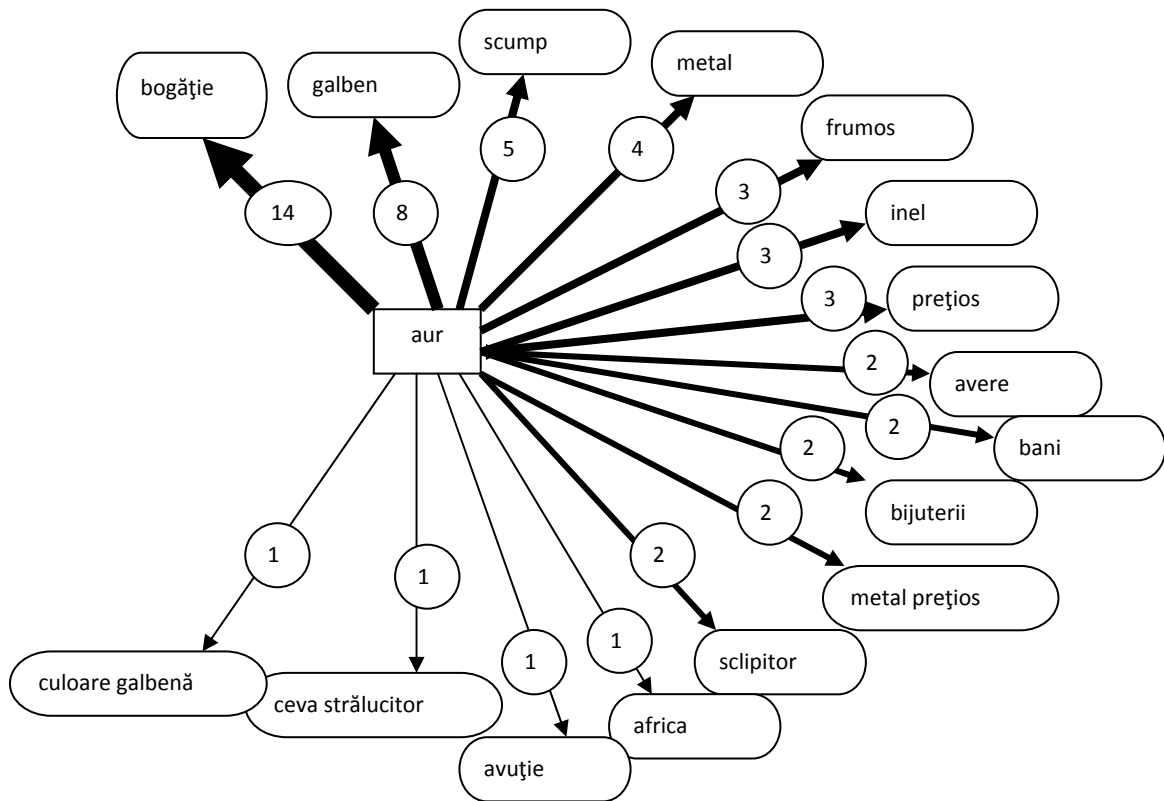 scump
metal
bogăţie
galben
frumos
5
4
3
inel
14
8
3
preţios
3
aur
2
avere
2
bani
2
bijuterii
2
metal preţios
1
1
2
1
1
sclipitor
culoare galbenă
ceva strălucitor
africa
avuţie